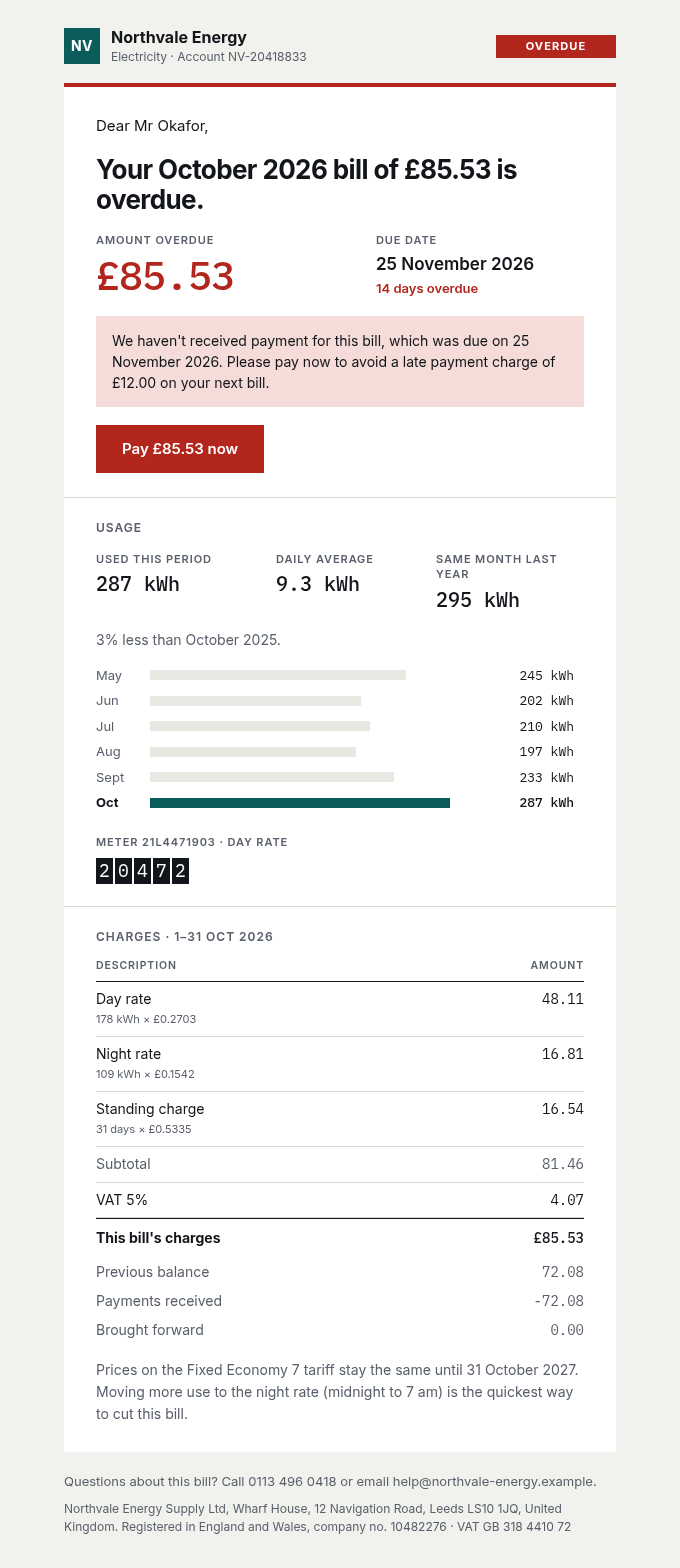 NV
Northvale Energy
Electricity · Account NV-20418833
OVERDUE
Dear Mr Okafor,
Your October 2026 bill of £85.53 is
overdue.
AMOUNT OVERDUE
£85.53
DUE DATE
25 November 2026
14 days overdue
We haven't received payment for this bill, which was due on 25
November 2026. Please pay now to avoid a late payment charge of
£12.00 on your next bill.
Pay £85.53 now
USAGE
USED THIS PERIOD
287 kWh
DAILY AVERAGE
9.3 kWh
SAME MONTH LAST
YEAR
295 kWh
3% less than October 2025.
May 245 kWh
Jun 202 kWh
Jul 210 kWh
Aug 197 kWh
Sept 233 kWh
Oct 287 kWh
METER 21L4471903 · DAY RATE
20472
CHARGES · 1–31 OCT 2026
DESCRIPTION AMOUNT
Day rate 48.11
178 kWh × £0.2703
Night rate 16.81
109 kWh × £0.1542
Standing charge 16.54
31 days × £0.5335
Subtotal 81.46
VAT 5% 4.07
This bill's charges £85.53
Previous balance 72.08
Payments received -72.08
Brought forward 0.00
Prices on the Fixed Economy 7 tariff stay the same until 31 October 2027.
Moving more use to the night rate (midnight to 7 am) is the quickest way
to cut this bill.
Questions about this bill? Call 0113 496 0418 or email help@northvale-energy.example.
Northvale Energy Supply Ltd, Wharf House, 12 Navigation Road, Leeds LS10 1JQ, United
Kingdom. Registered in England and Wales, company no. 10482276 · VAT GB 318 4410 72